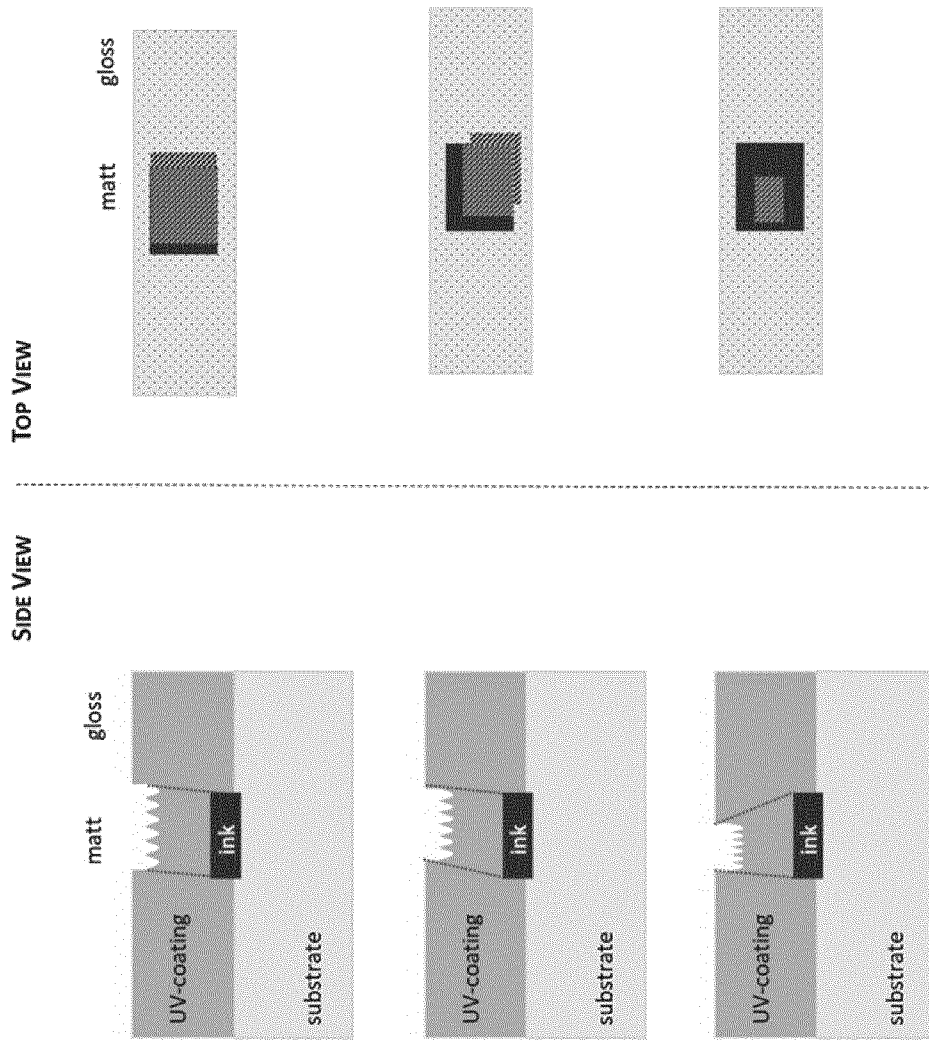 SIDE VIEW
TOP VIEW
matt gloss
matt gloss
UV-coating
ink
substrate
UV-coating
ink
substrate
UV-coating
ink
substrate